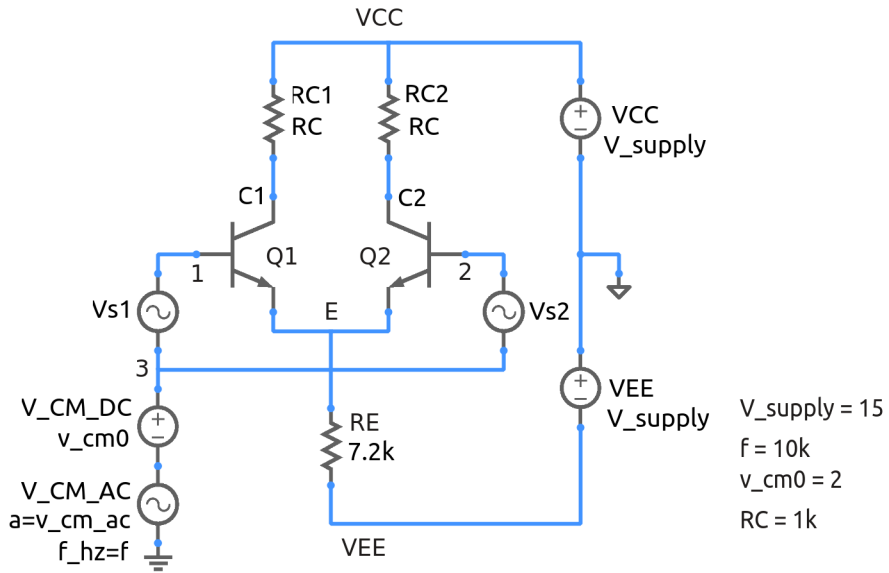 VCC
RC1
RC
RC2
RC
VCC
V_supply
C1
C2
Q1
Q2
1
2
Vs1
E
Vs2
3
V_CM_DC
v_cm0
RE
7.2k
VEE
V_supply
V_CM_AC
a=v_cm_ac
f_hz=f
VEE
V_supply = 15
f = 10k
v_cm0 = 2
RC = 1k